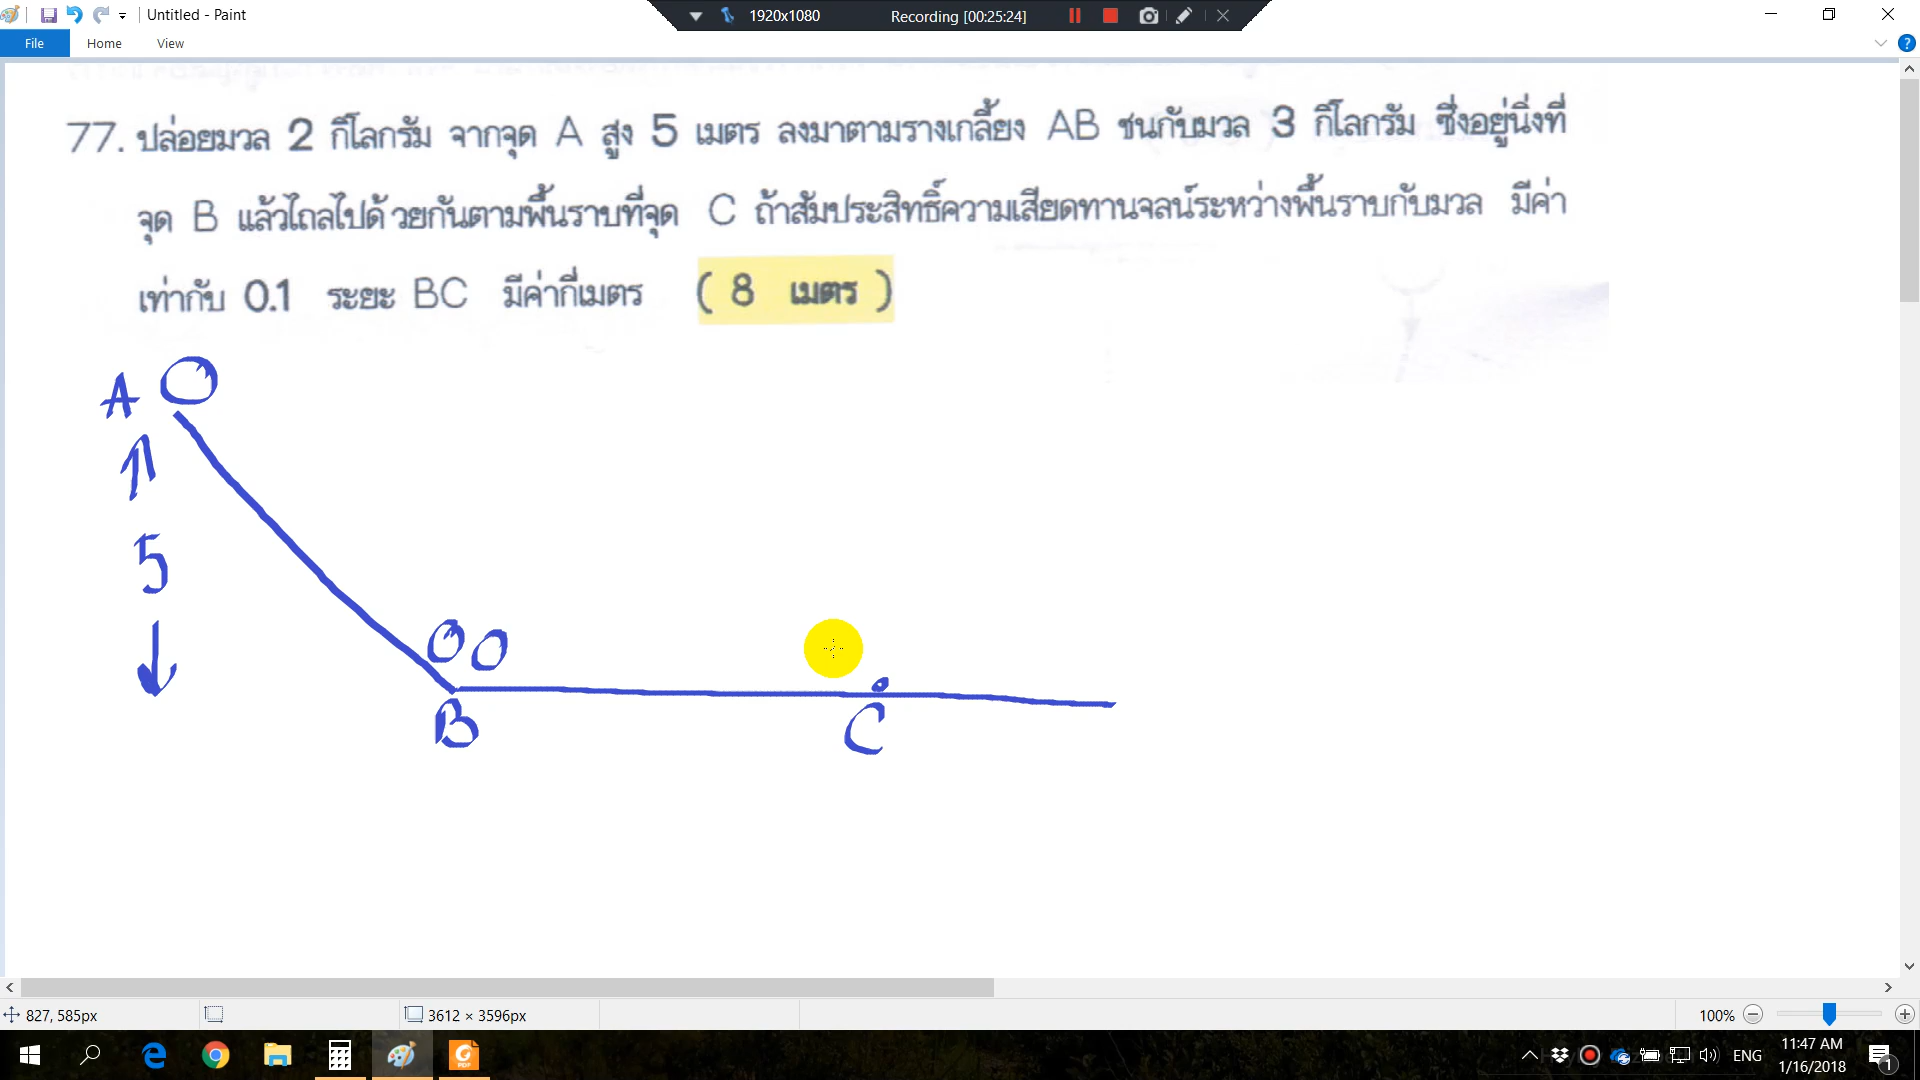 Untitled - Paint
1920x1080
Recording [00:25:24]
File Home View
77. ปล่อยมวล 2 กิโลกรัม จากจุด A สูง 5 เมตร ลงมาตามรางเกลี้ยง AB ชนกับมวล 3 กิโลกรัม ซึ่งอยู่นิ่งที่
จุด B แล้วไถลไปด้วยกันตามพื้นราบที่จุด C ถ้าสัมประสิทธิ์ความเสียดทานจลน์ระหว่างพื้นราบกับมวล มีค่า
เท่ากับ 0.1 ระยะ BC มีค่ากี่เมตร ( 8 เมตร )
A
5
B
C
827, 585px
3612 × 3596px
100%
ENG
11:47 AM
1/16/2018
1